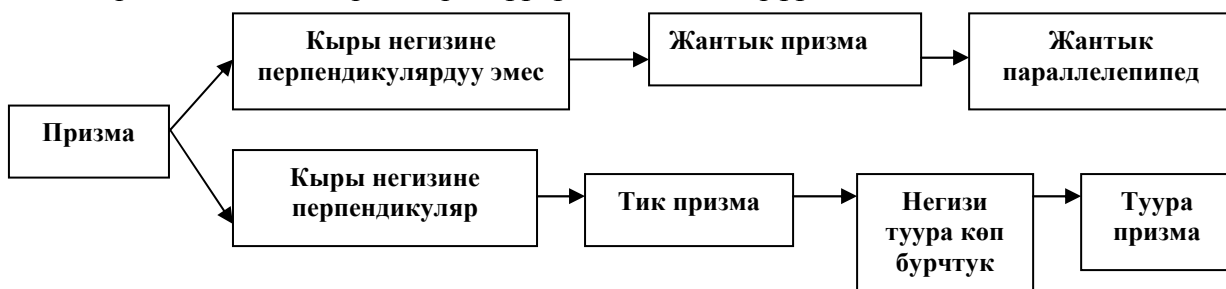 Кыры негизине
перпендикулярдуу эмес
Жантык призма
Жантык
параллелепипед
Призма
Кыры негизине
перпендикуляр
Тик призма
Негизи
туура көп
бурчтук
Туура
призма